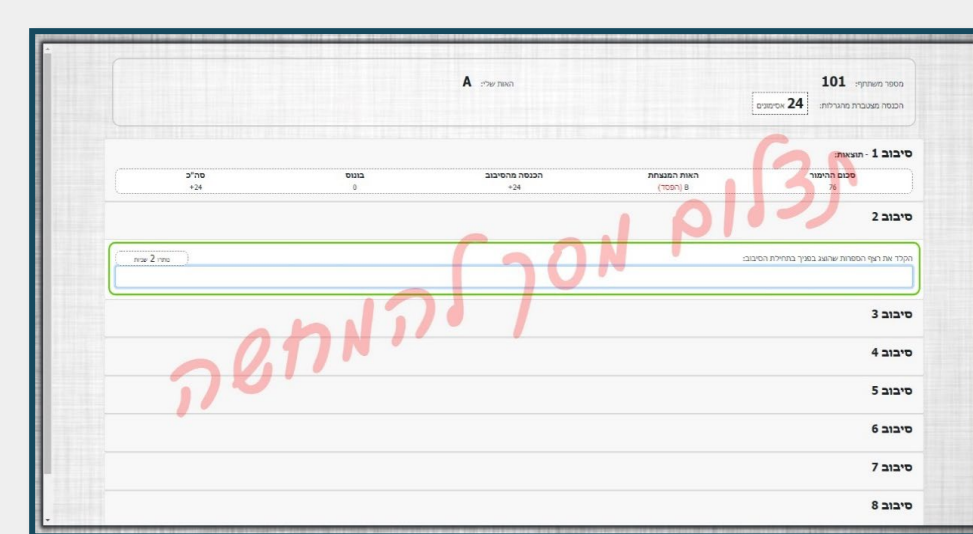 מספר משתתף: 101 האות שלי: A
הכנסה מצטברת מהגרלות: 24 אסימונים
סיבוב 1 - תוצאות:
סכום ההימור האות המנצחת הכנסה מהסיבוב בונוס סה"כ
76 B (הפסד) +24 0 +24
סיבוב 2
הקלד את רצף הספרות שהוצג בפניך בתחילת הסיבוב: נותרו 2 שניות
סיבוב 3
סיבוב 4
סיבוב 5
סיבוב 6
סיבוב 7
סיבוב 8
תצלום מסך להמחשה